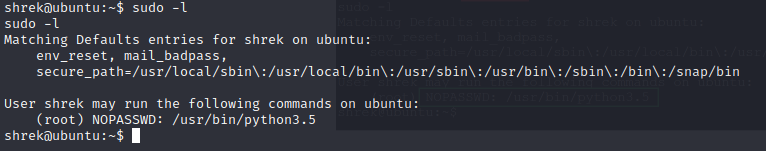 shrek@ubuntu:~$ sudo -l
sudo -l
Matching Defaults entries for shrek on ubuntu:
    env_reset, mail_badpass,
    secure_path=/usr/local/sbin\:/usr/local/bin\:/usr/sbin\:/usr/bin\:/sbin\:/bin\:/snap/bin

User shrek may run the following commands on ubuntu:
    (root) NOPASSWD: /usr/bin/python3.5
shrek@ubuntu:~$